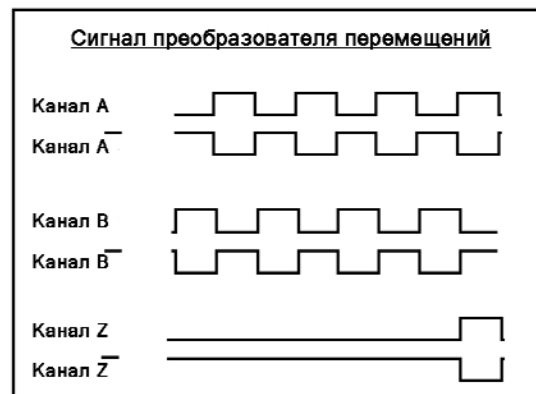 Сигнал преобразователя перемещений
Канал A
Канал A̅
Канал B
Канал B̅
Канал Z
Канал Z̅